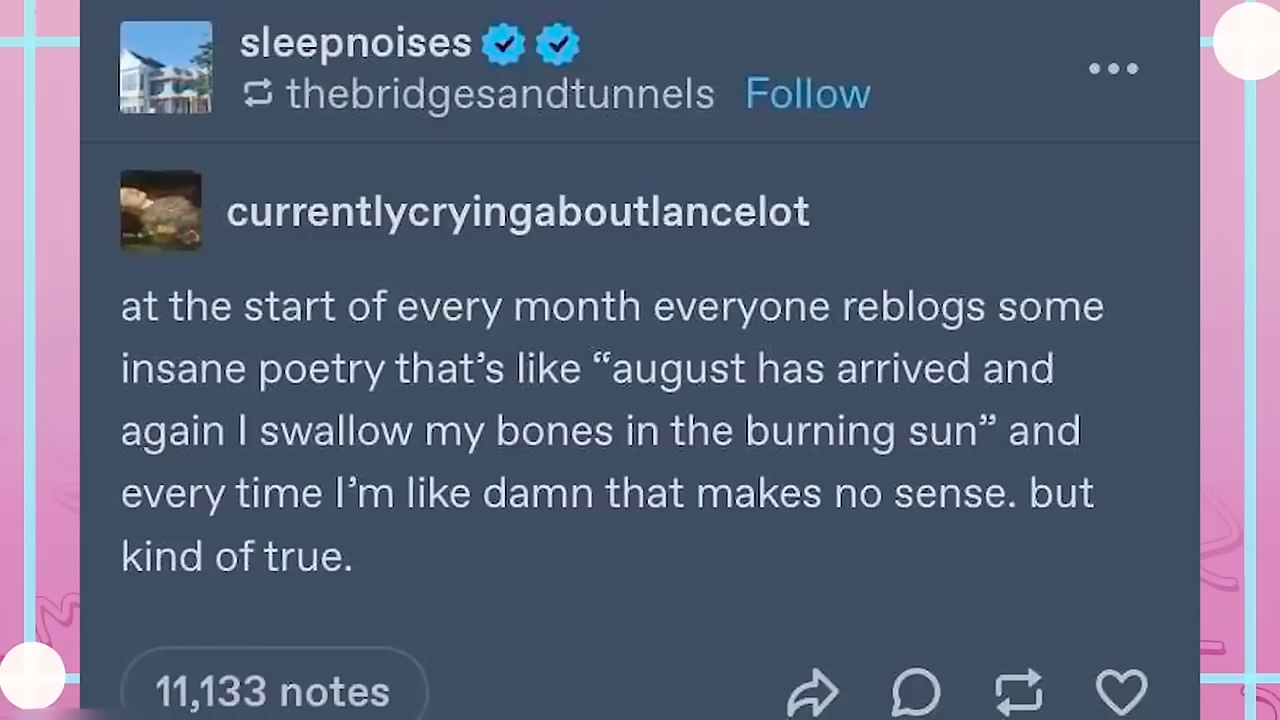 sleepnoises
thebridgesandtunnels Follow
currentlycryingaboutlancelot
at the start of every month everyone reblogs some
insane poetry that’s like “august has arrived and
again I swallow my bones in the burning sun” and
every time I’m like damn that makes no sense. but
kind of true.
11,133 notes